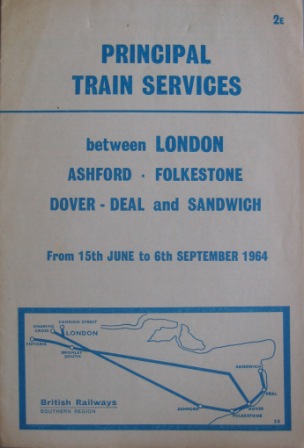 2E
PRINCIPAL
TRAIN SERVICES
between LONDON
ASHFORD · FOLKESTONE
DOVER - DEAL and SANDWICH
From 15th JUNE to 6th SEPTEMBER 1964
CHARING CROSS
CANNON STREET
LONDON
VICTORIA
BROMLEY SOUTH
SANDWICH
DEAL
DOVER
FOLKESTONE
ASHFORD
British Railways
SOUTHERN REGION